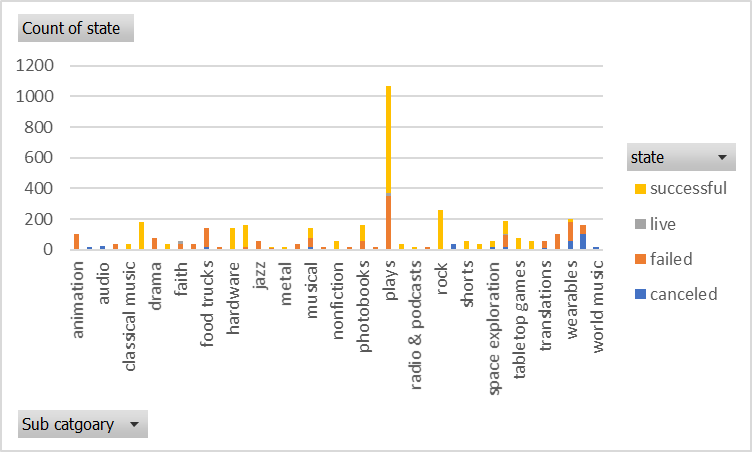 Count of state
1200
1000
800
600
400
200
0
animation
audio
classical music
drama
faith
food trucks
hardware
jazz
metal
musical
nonfiction
photobooks
plays
radio & podcasts
rock
shorts
space exploration
tabletop games
translations
wearables
world music
state
successful
live
failed
canceled
Sub catgoary